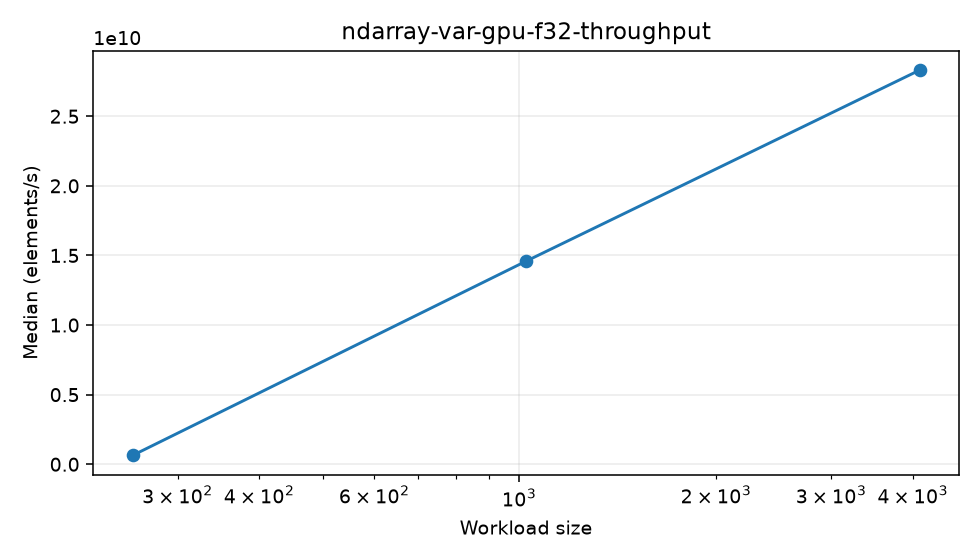 ndarray-var-gpu-f32-throughput
1e10
Median (elements/s)
2.5
2.0
1.5
1.0
0.5
0.0
3 × 10² 4 × 10² 6 × 10² 10³ 2 × 10³ 3 × 10³ 4 × 10³
Workload size